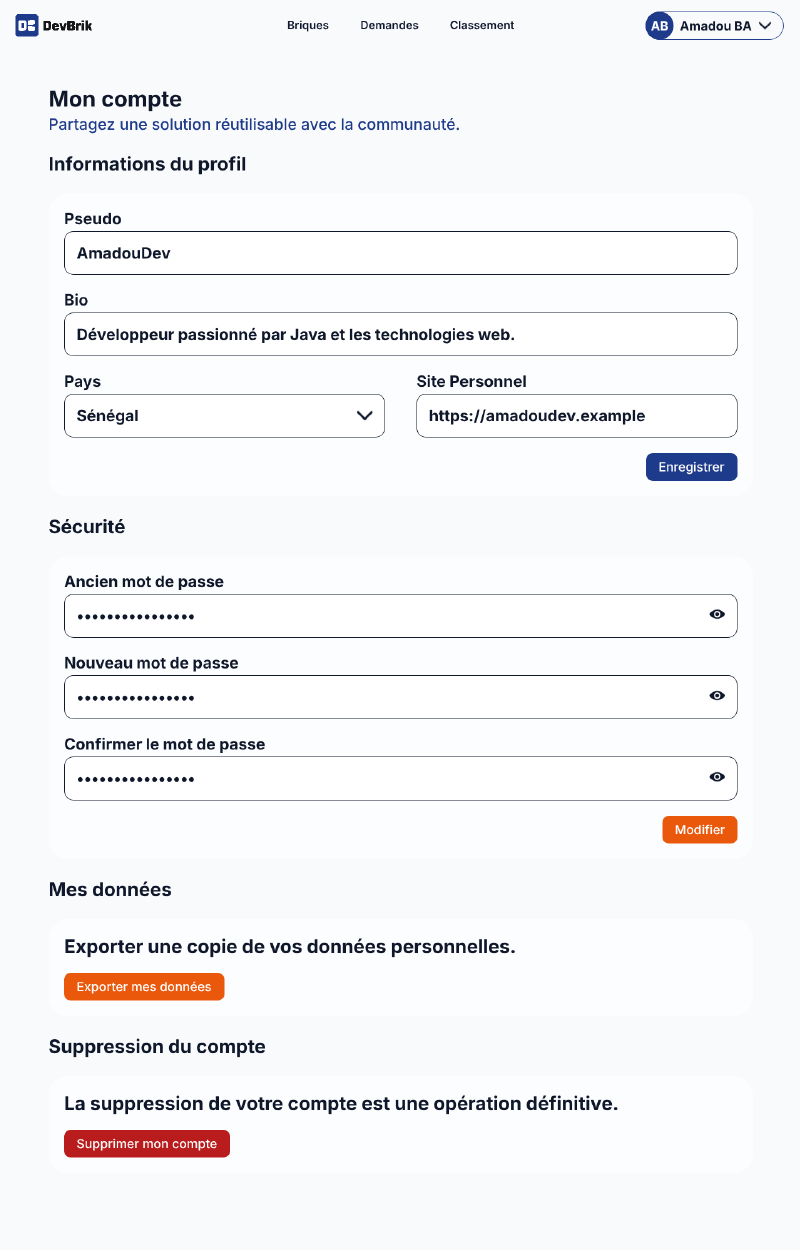 DevBrik
Briques
Demandes
Classement
AB
Amadou BA
Mon compte
Partagez une solution réutilisable avec la communauté.
Informations du profil
Pseudo
AmadouDev
Bio
Développeur passionné par Java et les technologies web.
Pays
Site Personnel
Sénégal
https://amadoudev.example
Enregistrer
Sécurité
Ancien mot de passe
••••••••••••••••
Nouveau mot de passe
••••••••••••••••
Confirmer le mot de passe
••••••••••••••••
Modifier
Mes données
Exporter une copie de vos données personnelles.
Exporter mes données
Suppression du compte
La suppression de votre compte est une opération définitive.
Supprimer mon compte